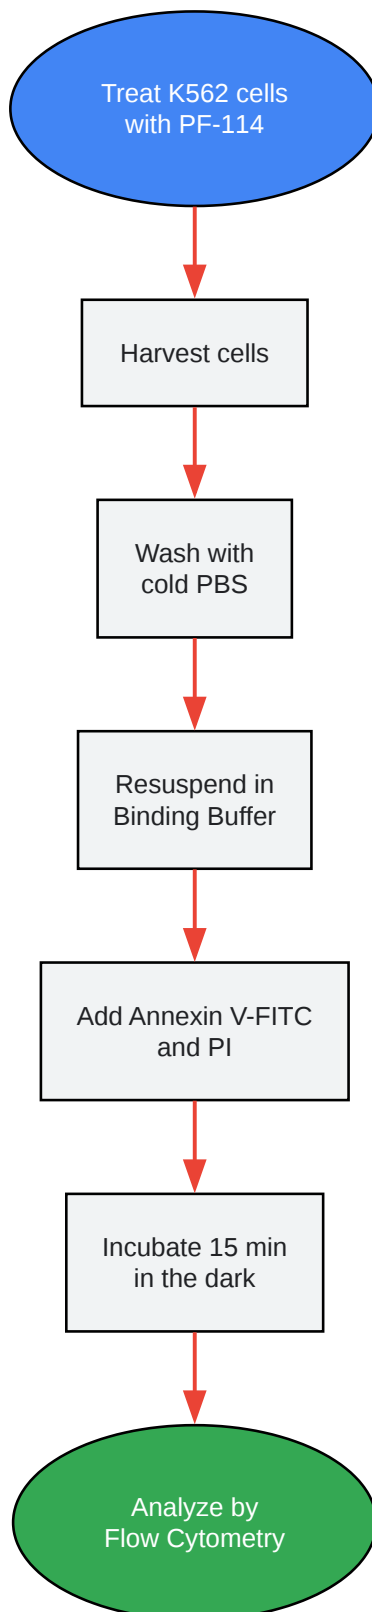 Treat K562 cells
with PF-114
Harvest cells
Wash with
cold PBS
Resuspend in
Binding Buffer
Add Annexin V-FITC
and PI
Incubate 15 min
in the dark
Analyze by
Flow Cytometry